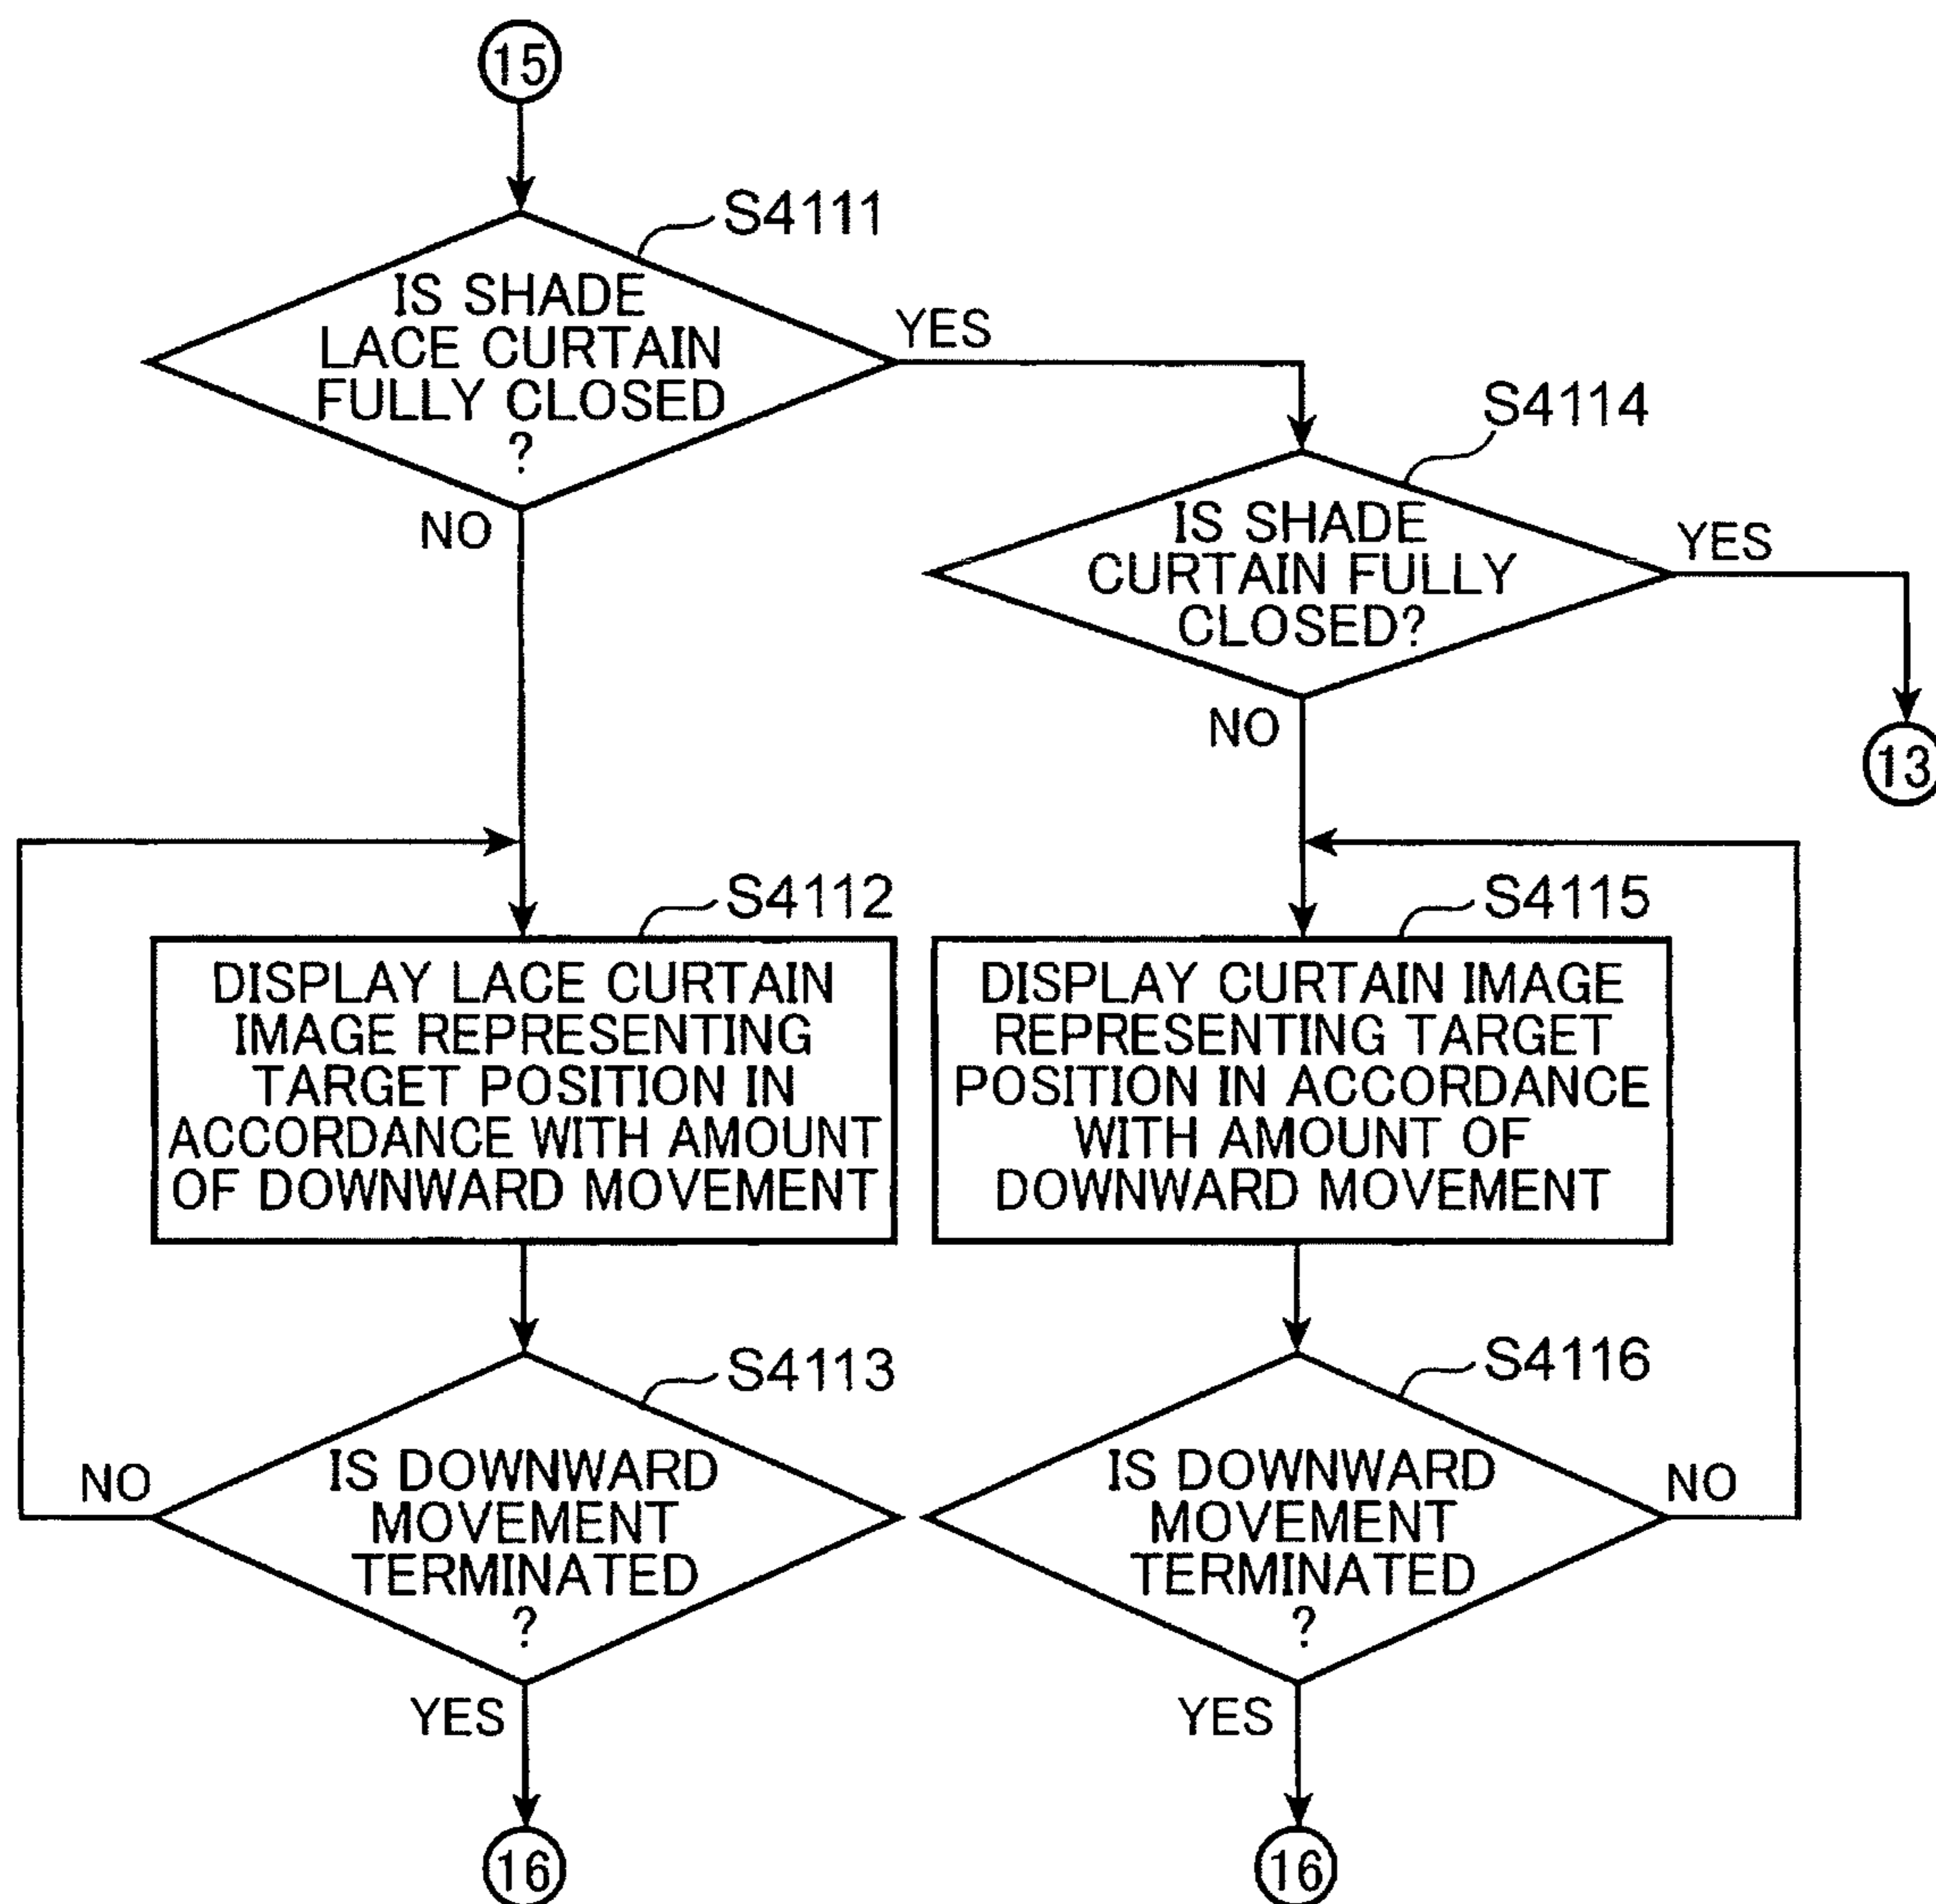 15
S4111
IS SHADE
LACE CURTAIN
FULLY CLOSED
?
YES
NO
S4114
IS SHADE
CURTAIN FULLY
CLOSED?
YES
NO
13
S4112
DISPLAY LACE CURTAIN
IMAGE REPRESENTING
TARGET POSITION IN
ACCORDANCE WITH AMOUNT
OF DOWNWARD MOVEMENT
S4115
DISPLAY CURTAIN IMAGE
REPRESENTING TARGET
POSITION IN ACCORDANCE
WITH AMOUNT OF
DOWNWARD MOVEMENT
S4113
IS DOWNWARD
MOVEMENT
TERMINATED
?
NO
YES
16
S4116
IS DOWNWARD
MOVEMENT
TERMINATED
?
NO
YES
16